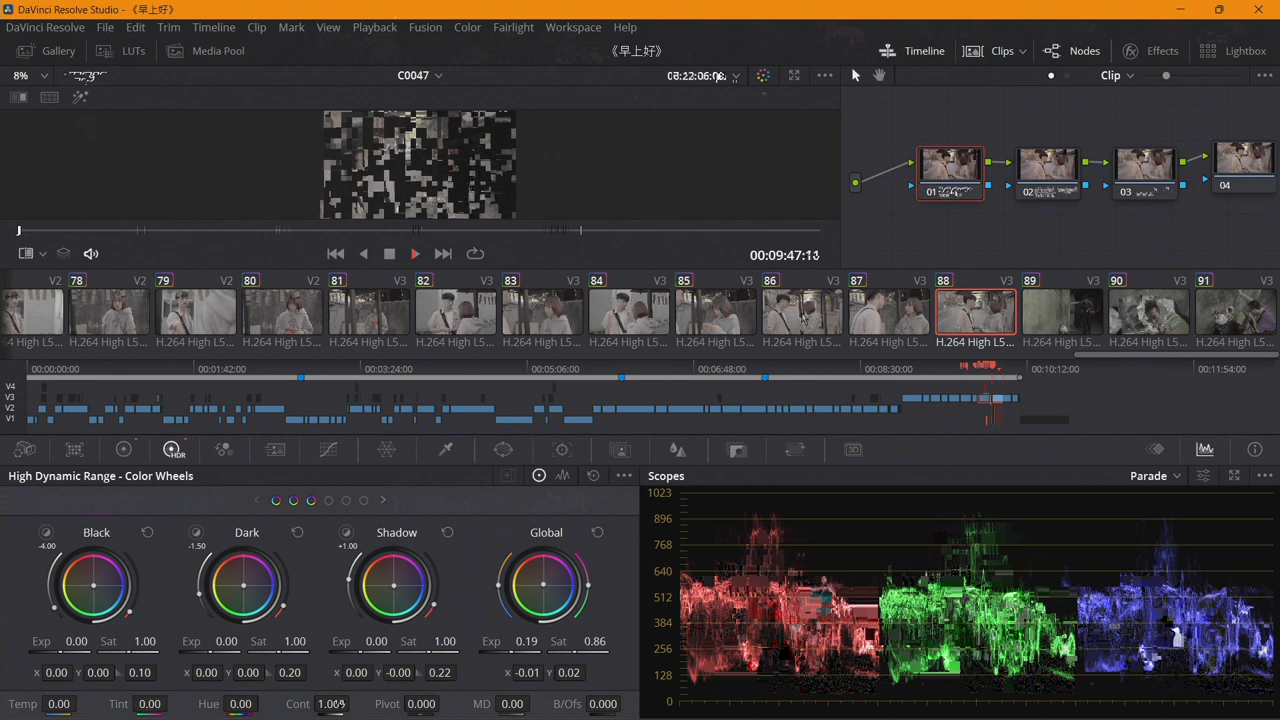 DaVinci Resolve Studio - 《早上好》
DaVinci Resolve File Edit Trim Timeline Clip Mark View Playback Fusion Color Fairlight Workspace Help
Gallery LUTs Media Pool 《早上好》 Timeline Clips Nodes Effects Lightbox
8% C0047 Clip
01 02 03 04
00:09:47:13
V2 78 V2 79 V2 80 V2 81 V2 82 V3 83 V3 84 V3 85 V3 86 V3 87 V3 88 V3 89 V3 90 V3 91 V3
64 High L5... H.264 High L5... H.264 High L5... H.264 High L5... H.264 High L5... H.264 High L5... H.264 High L5... H.264 High L5... H.264 High L5... H.264 High L5... H.264 High L5... H.264 High L5... H.264 High L5... H.264 High L5... H.264 High L5...
00:00:00:00 00:01:42:00 00:03:24:00 00:05:06:00 00:06:48:00 00:08:30:00 00:10:12:00 00:11:54:00
V4
V3
V2
V1
HDR 3D
High Dynamic Range - Color Wheels Scopes Parade
Black Dark Shadow Global
-4.00 -1.50 +1.00
Exp 0.00 Sat 1.00 Exp 0.00 Sat 1.00 Exp 0.00 Sat 1.00 Exp 0.19 Sat 0.86
X 0.00 Y 0.00 0.10 X 0.00 Y 0.00 0.20 X 0.00 Y -0.00 0.22 X -0.01 Y 0.02
Temp 0.00 Tint 0.00 Hue 0.00 Cont Pivot 0.000 MD 0.00 B/Ofs 0.000
1023
896
768
640
512
384
256
128
0